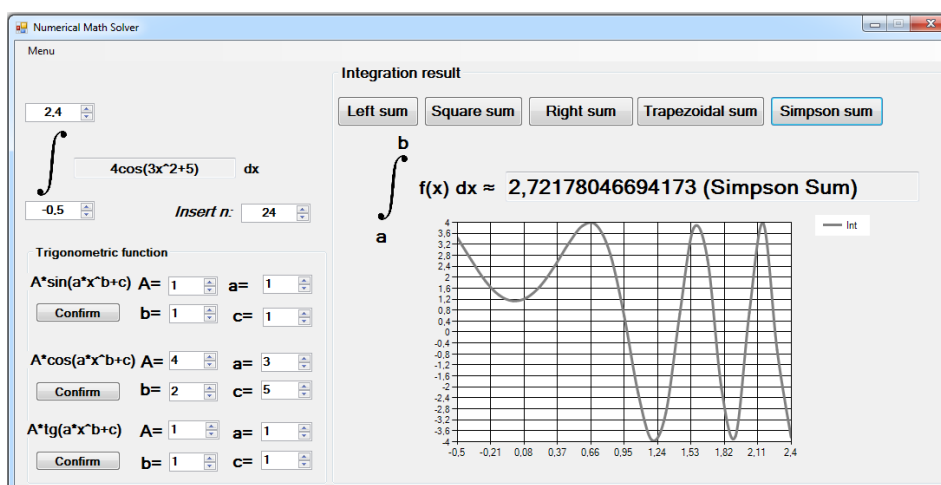 Numerical Math Solver
Menu
2,4
4cos(3x^2+5) dx
-0,5
Insert n: 24
Trigonometric function
A*sin(a*x^b+c) A= 1 a= 1
Confirm b= 1 c= 1
A*cos(a*x^b+c) A= 4 a= 3
Confirm b= 2 c= 5
A*tg(a*x^b+c) A= 1 a= 1
Confirm b= 1 c= 1
Integration result
Left sum Square sum Right sum Trapezoidal sum Simpson sum
b
∫ f(x) dx ≈ 2,72178046694173 (Simpson Sum)
a
Int
4
3,6
3,2
2,8
2,4
2
1,6
1,2
0,8
0,4
0
-0,4
-0,8
-1,2
-1,6
-2
-2,4
-2,8
-3,2
-3,6
-4
-0,5 -0,21 0,08 0,37 0,66 0,95 1,24 1,53 1,82 2,11 2,4